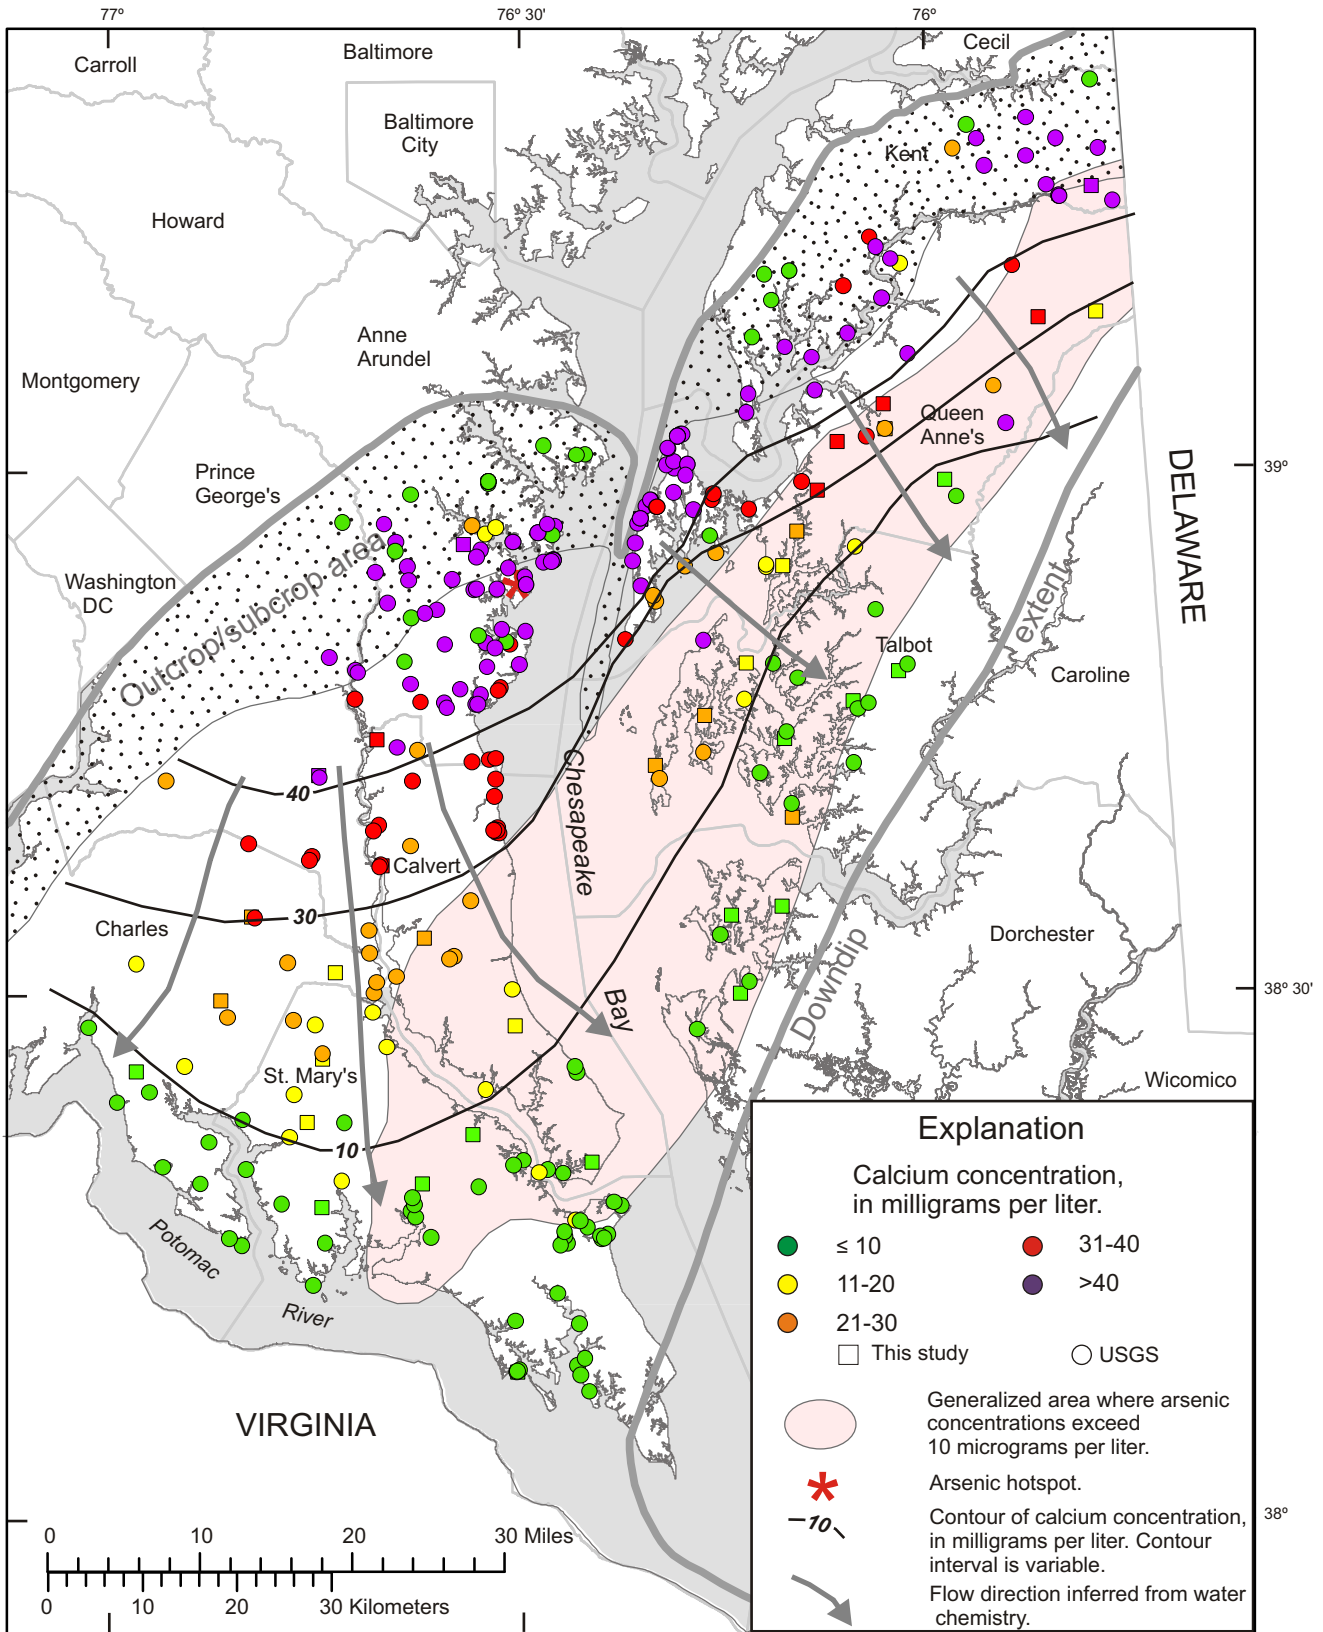 77º
76º 30'
76º
Carroll
Baltimore
Cecil
Baltimore
City
Kent
Howard
Anne
Arundel
Montgomery
Queen
Anne's
Prince
George's
39º
DELAWARE
Outcrop/subcrop area
Washington
DC
extent
Talbot
Caroline
Chesapeake
40
Calvert
30
Charles
Dorchester
Downdip
Bay
38º 30'
St. Mary's
Wicomico
10
Potomac
River
VIRGINIA
Explanation
Calcium concentration,
in milligrams per liter.
≤ 10
31-40
11-20
>40
21-30
This study
USGS
Generalized area where arsenic
concentrations exceed
10 micrograms per liter.
Arsenic hotspot.
10
Contour of calcium concentration,
in milligrams per liter. Contour
interval is variable.
Flow direction inferred from water
chemistry.
38º
0 10 20 30 Miles
0 10 20 30 Kilometers